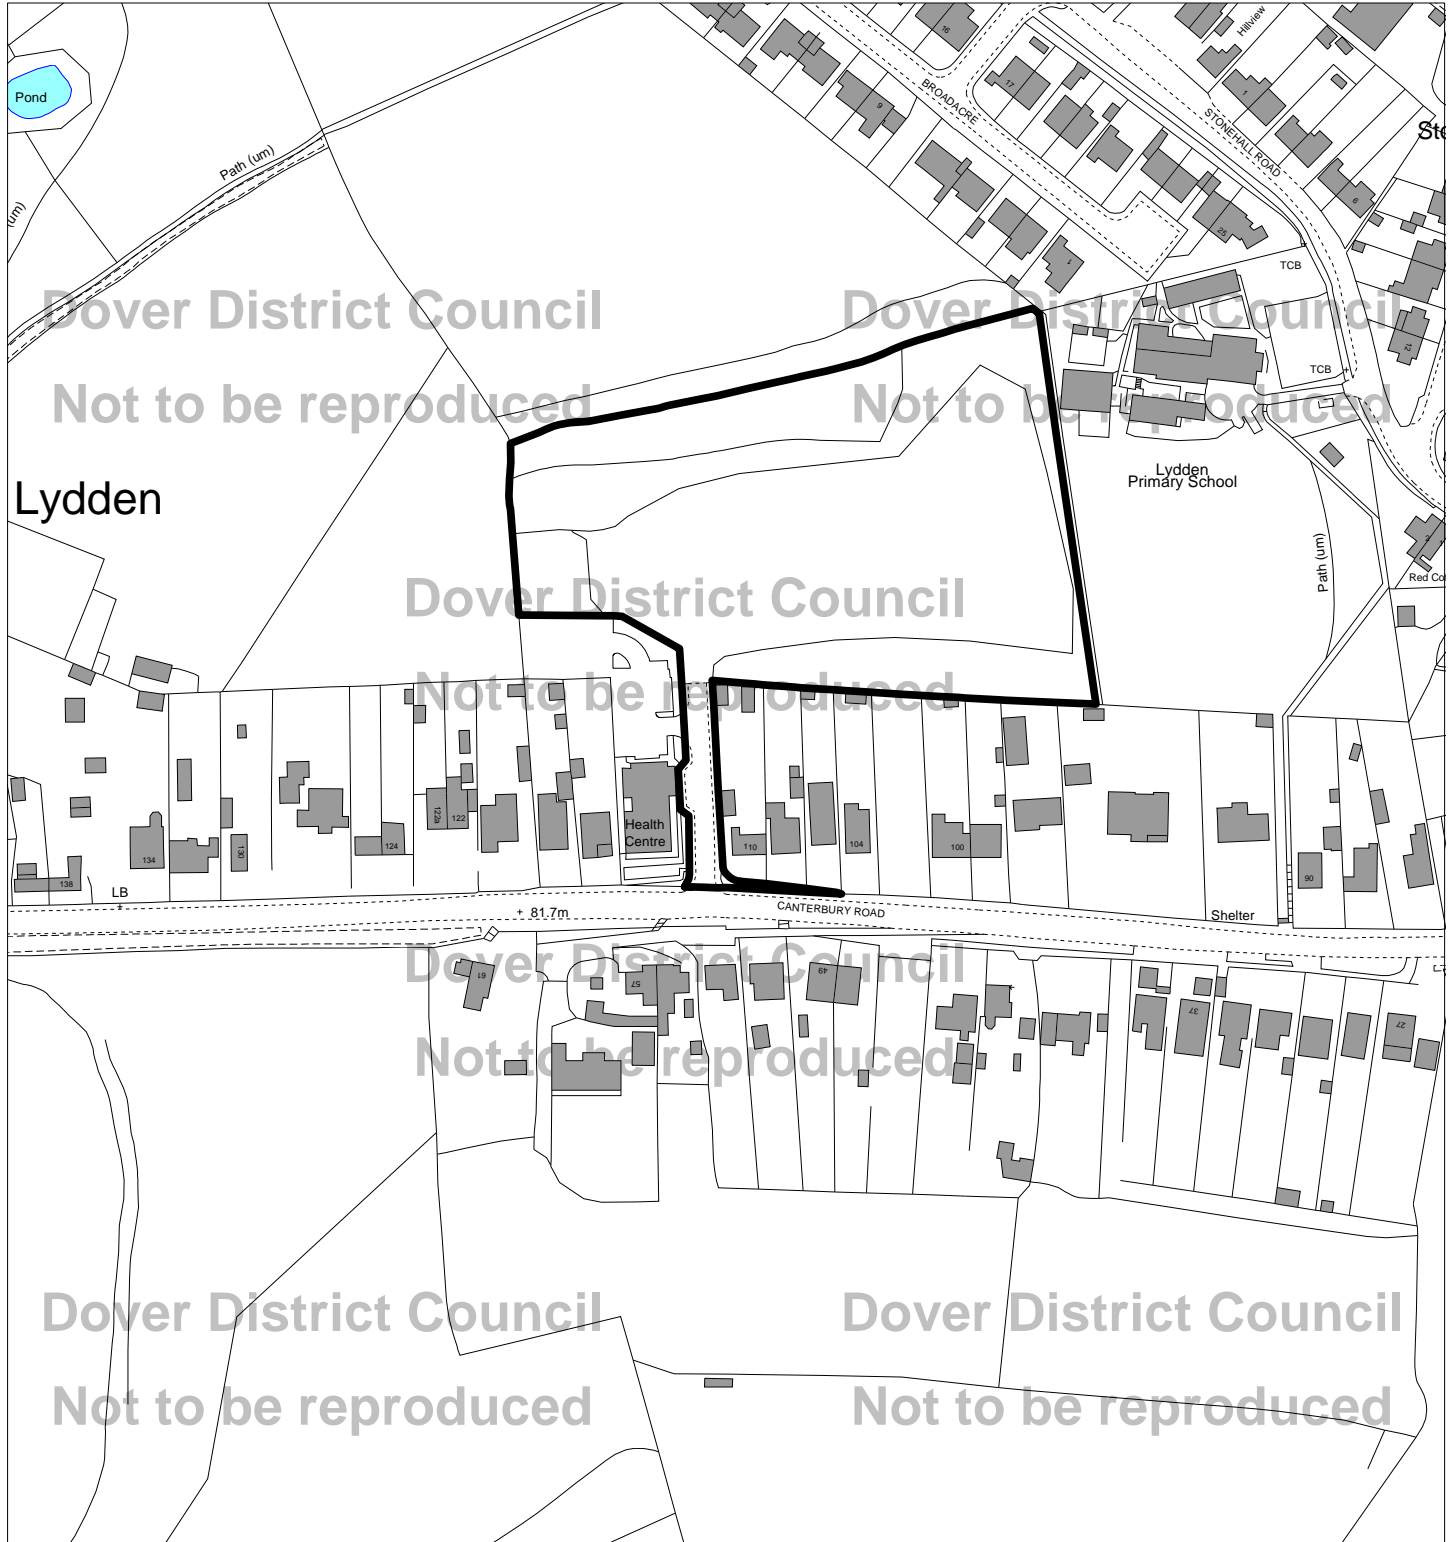 Hillview
16
Pond
17
1
BROADACRE
9
STONEHALL ROAD
Path (um)
6
(um)
25
1
TCB
Dover District Council
Dover District Council
12
TCB
Not to be reproduced
Not to be reproduced
Lydden
Primary School
Lydden
2
Path (um)
Dover District Council
Not to be reproduced
122a
122
Health
Centre
110
104
100
124
130
134
138
90
LB
81.7m
CANTERBURY ROAD
Shelter
Dover District Council
61
57
49
37
27
Not to be reproduced
Dover District Council
Dover District Council
Not to be reproduced
Not to be reproduced